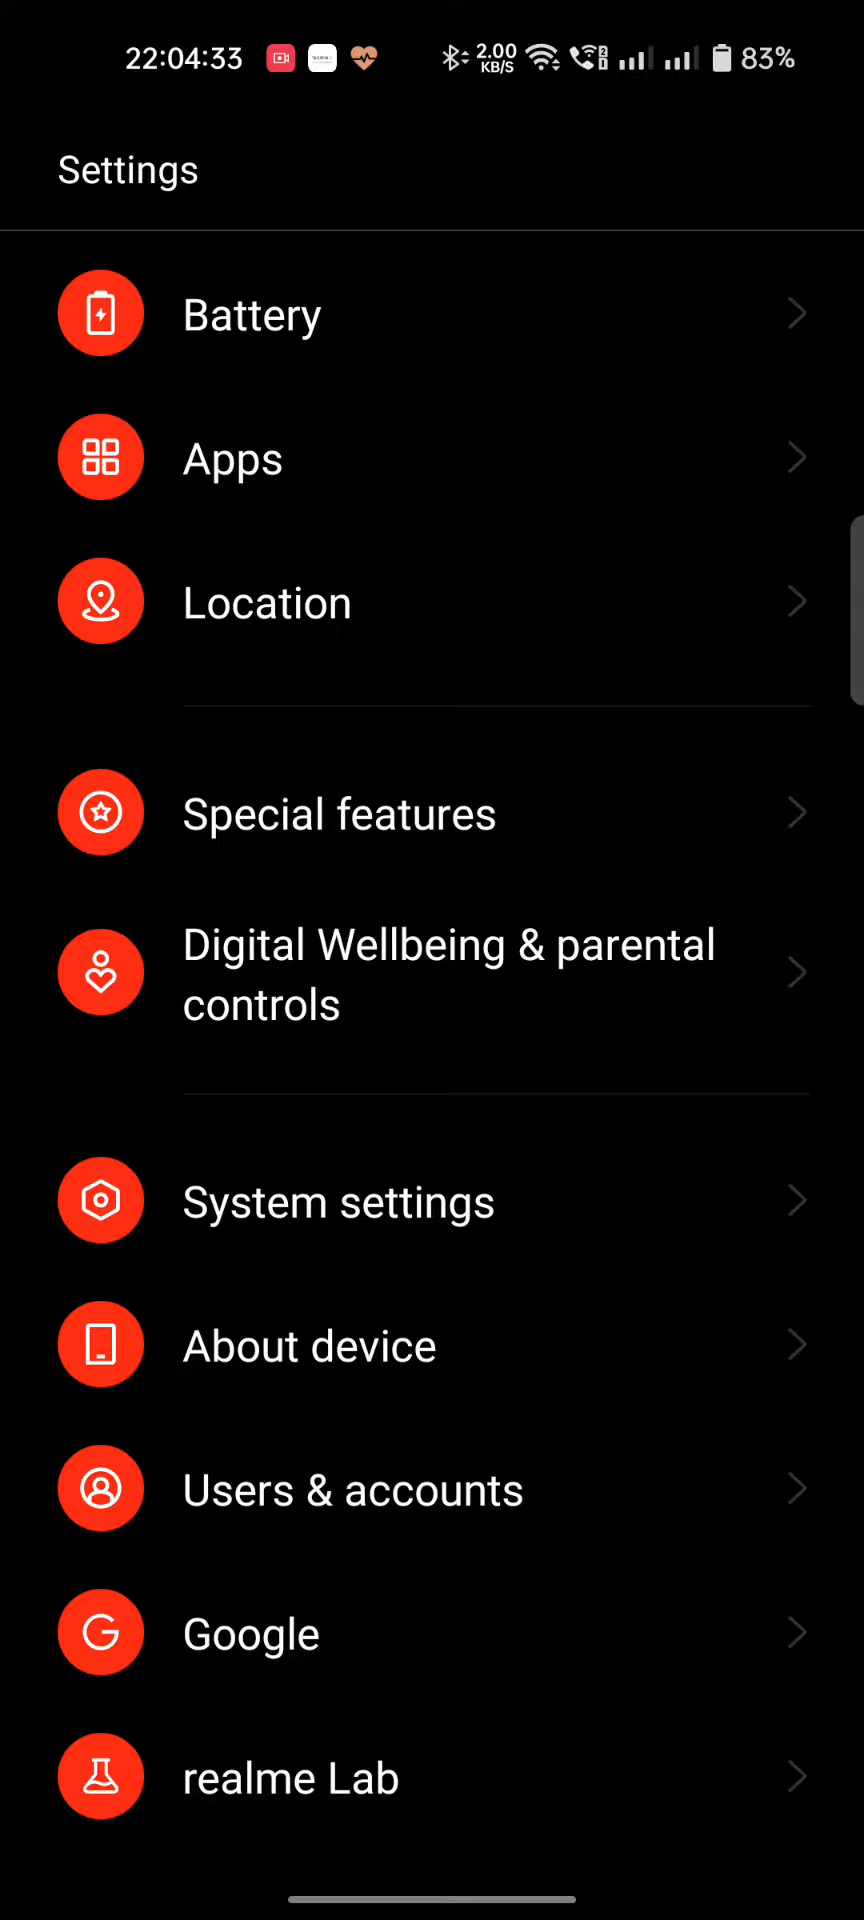 22:04:33 2.00 KB/S 83%
Settings
Battery
Apps
Location
Special features
Digital Wellbeing & parental
controls
System settings
About device
Users & accounts
Google
realme Lab